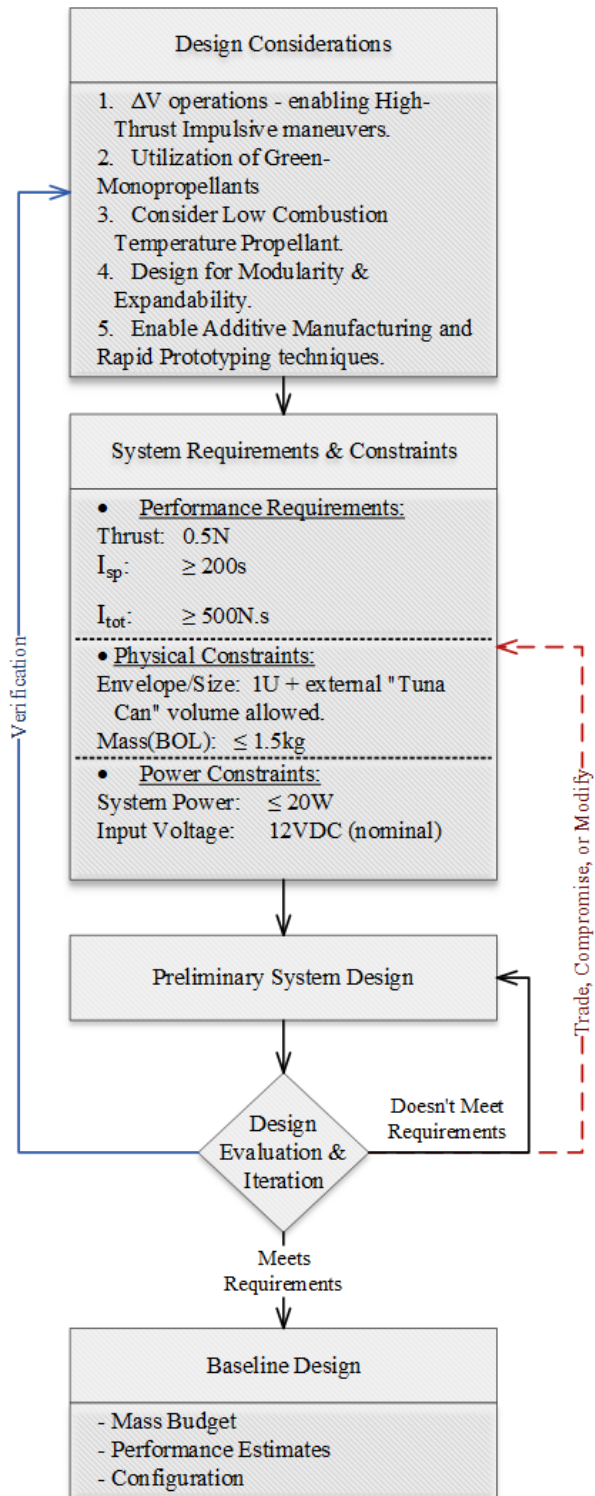 Design Considerations
1. ΔV operations - enabling High-
Thrust Impulsive maneuvers.
2. Utilization of Green-
Monopropellants
3. Consider Low Combustion
Temperature Propellant.
4. Design for Modularity &
Expandability.
5. Enable Additive Manufacturing and
Rapid Prototyping techniques.
System Requirements & Constraints
• Performance Requirements:
Thrust: 0.5N
Isp: ≥ 200s
Itot: ≥ 500N.s
• Physical Constraints:
Envelope/Size: 1U + external "Tuna
Can" volume allowed.
Mass(BOL): ≤ 1.5kg
• Power Constraints:
System Power: ≤ 20W
Input Voltage: 12VDC (nominal)
Verification
Trade, Compromise, or Modify
Preliminary System Design
Design
Evaluation &
Iteration
Doesn't Meet
Requirements
Meets
Requirements
Baseline Design
- Mass Budget
- Performance Estimates
- Configuration